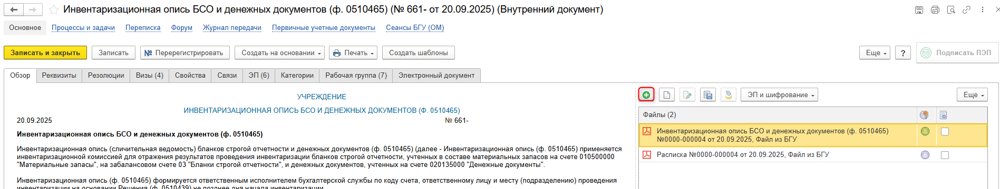 Инвентаризационная опись БСО и денежных документов (ф. 0510465) (№ 661- от 20.09.2025) (Внутренний документ)
Основное Процессы и задачи Переписка Форум Журнал передачи Первичные учетные документы Сеансы БГУ (ОМ)
Записать и закрыть Записать № Перерегистрировать Создать на основании Печать Создать шаблоны Еще ? Подписать ПЭП
Обзор Реквизиты Резолюции Визы (4) Свойства Связи ЭП (6) Категории Рабочая группа (7) Электронный документ
УЧРЕЖДЕНИЕ
ИНВЕНТАРИЗАЦИОННАЯ ОПИСЬ БСО И ДЕНЕЖНЫХ ДОКУМЕНТОВ (Ф. 0510465)
20.09.2025 № 661-
Инвентаризационная опись БСО и денежных документов (ф. 0510465)
Инвентаризационная опись (сличительная ведомость) бланков строгой отчетности и денежных документов (ф. 0510465) (далее - Инвентаризационная опись (ф. 0510465) применяется
инвентаризационной комиссией для отражения результатов проведения инвентаризации бланков строгой отчетности, учтенных в составе материальных запасов на счете 010500000
"Материальные запасы", на забалансовом счете 03 "Бланки строгой отчетности", и денежных документов, учтенных на счете 020135000 "Денежные документы".
Инвентаризационная опись (ф. 0510465) формируется ответственным исполнителем бухгалтерской службы по коду счета, ответственному лицу и месту (подразделению) проведения
инвентаризации на основании Решения (ф. 0510439) не позднее дня начала инвентаризации.
ЭП и шифрование Еще
Файлы (2)
Инвентаризационная опись БСО и денежных документов (ф. 0510465)
№0000-000004 от 20.09.2025, Файл из БГУ
Расписка №0000-000004 от 20.09.2025, Файл из БГУ